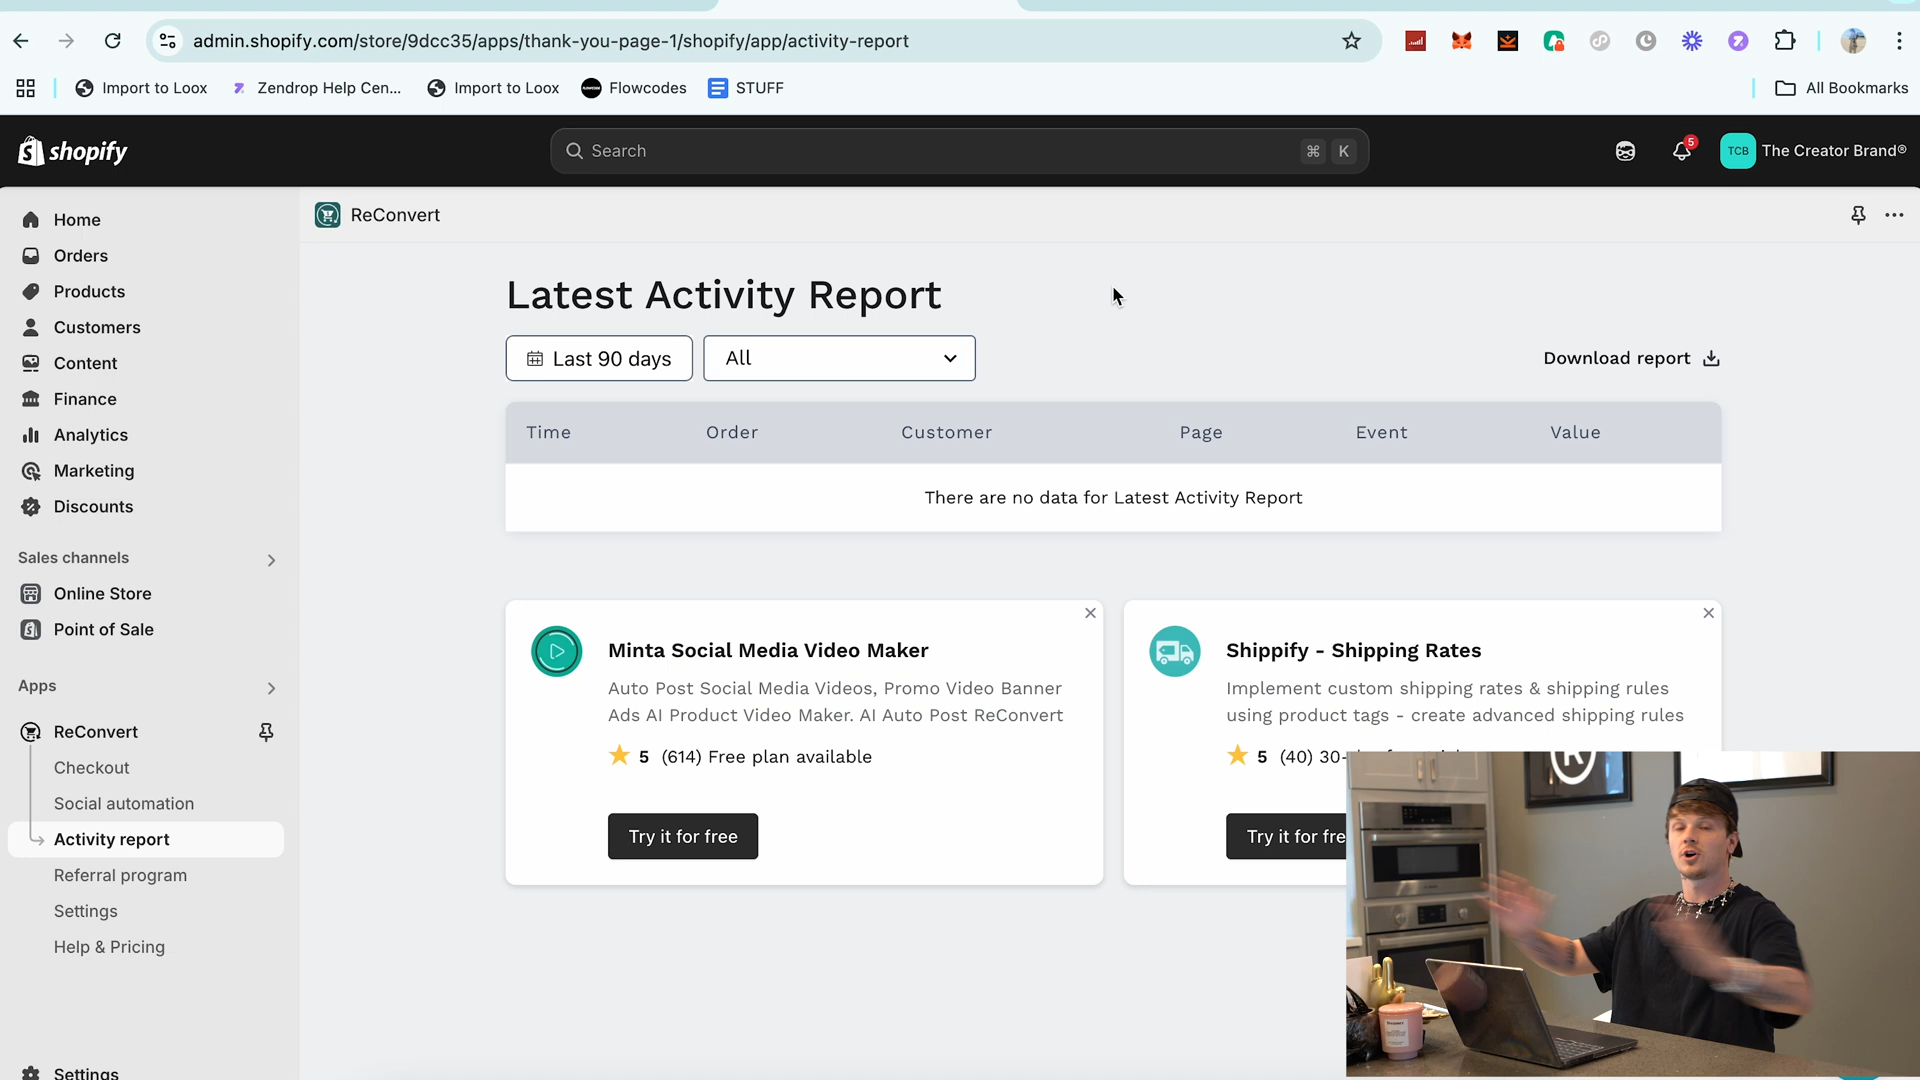 admin.shopify.com/store/9dcc35/apps/thank-you-page-1/shopify/app/activity-report
Import to Loox
Zendrop Help Cen...
Import to Loox
Flowcodes
STUFF
All Bookmarks
shopify
Search
⌘ K
5
TCB
The Creator Brand®
Home
Orders
Products
Customers
Content
Finance
Analytics
Marketing
Discounts
Sales channels
Online Store
Point of Sale
Apps
ReConvert
Checkout
Social automation
Activity report
Referral program
Settings
Help & Pricing
Settings
ReConvert
Latest Activity Report
Last 90 days
All
Download report
Time Order Customer Page Event Value
There are no data for Latest Activity Report
Minta Social Media Video Maker
Auto Post Social Media Videos, Promo Video Banner
Ads AI Product Video Maker. AI Auto Post ReConvert
5 (614) Free plan available
Try it for free
Shippify - Shipping Rates
Implement custom shipping rates & shipping rules
using product tags - create advanced shipping rules
5 (40) 30-
Try it for fre
R